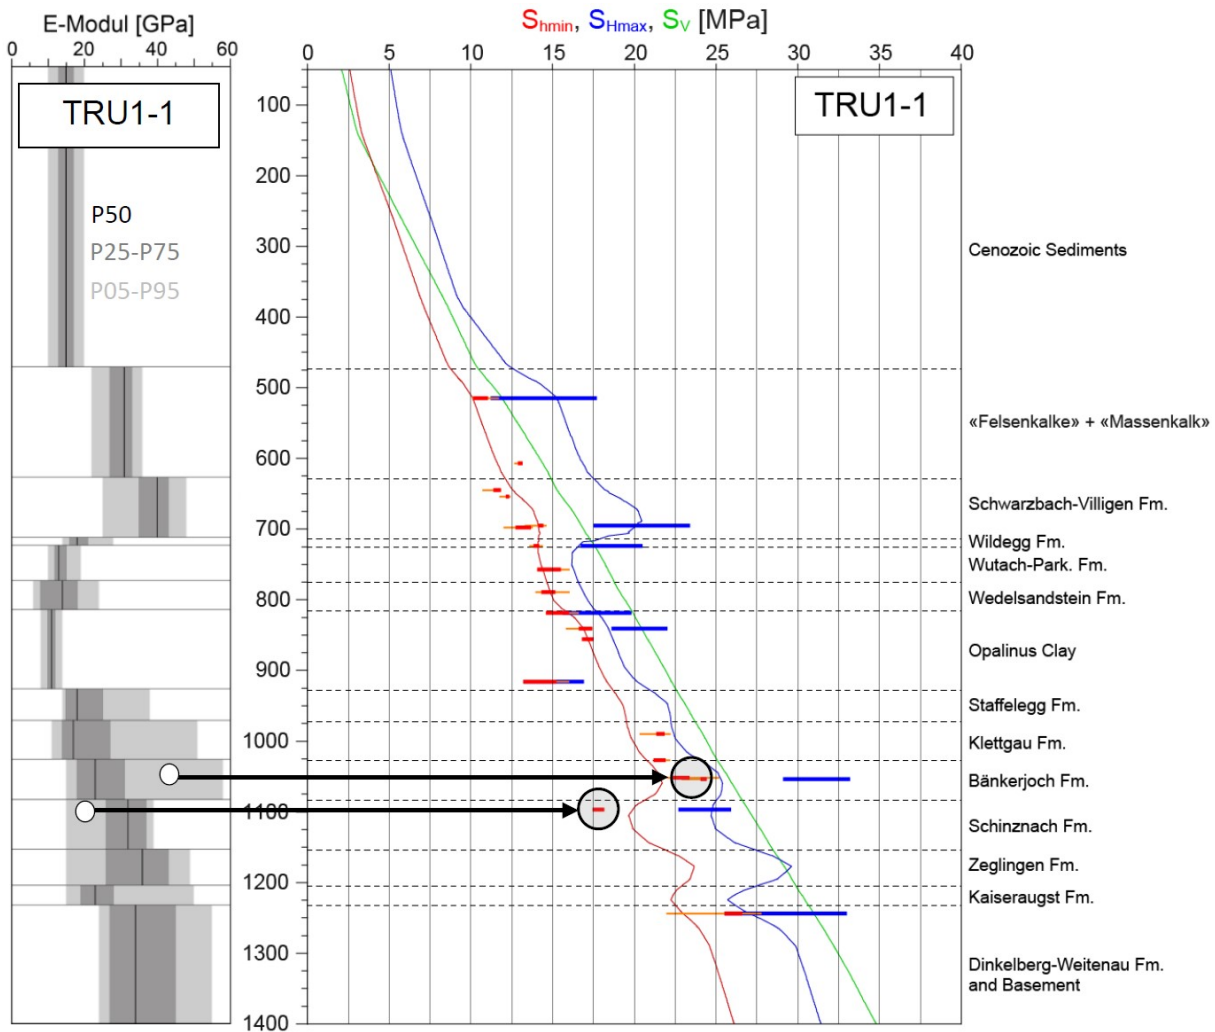 E-Modul [GPa]
0 20 40 60
TRU1-1
P50
P25-P75
P05-P95
Shmin, SHmax, SV [MPa]
0 5 10 15 20 25 30 35 40
TRU1-1
100
200
300
400
500
600
700
800
900
1000
1100
1200
1300
1400
Cenozoic Sediments
«Felsenkalke» + «Massenkalk»
Schwarzbach-Villigen Fm.
Wildegg Fm.
Wutach-Park. Fm.
Wedelsandstein Fm.
Opalinus Clay
Staffelegg Fm.
Klettgau Fm.
Bänkerjoch Fm.
Schinznach Fm.
Zeglingen Fm.
Kaiseraugst Fm.
Dinkelberg-Weitenau Fm.
and Basement